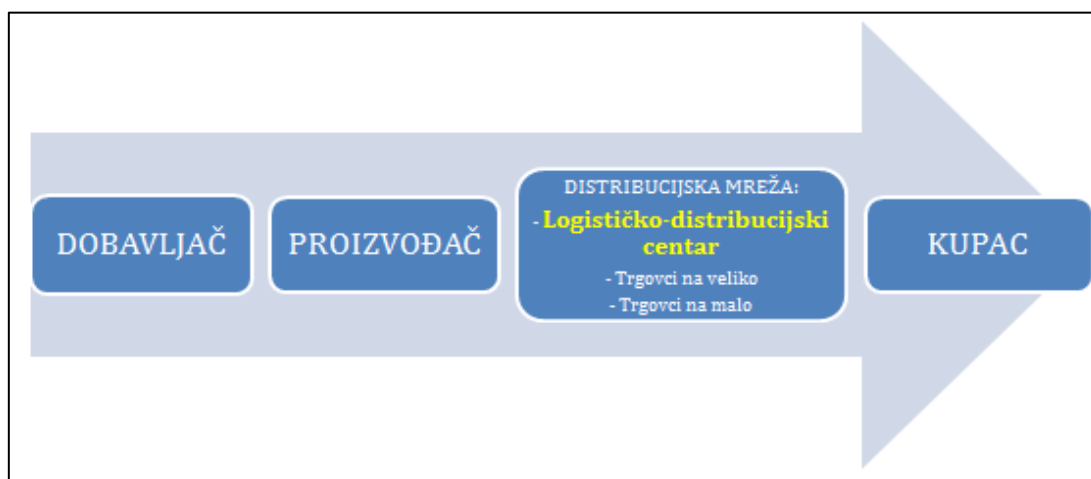 DOBAVLJAČ
PROIZVOĐAČ
DISTRIBUCIJSKA MREŽA:
- Logističko-distribucijski
centar
- Trgovci na veliko
- Trgovci na malo
KUPAC